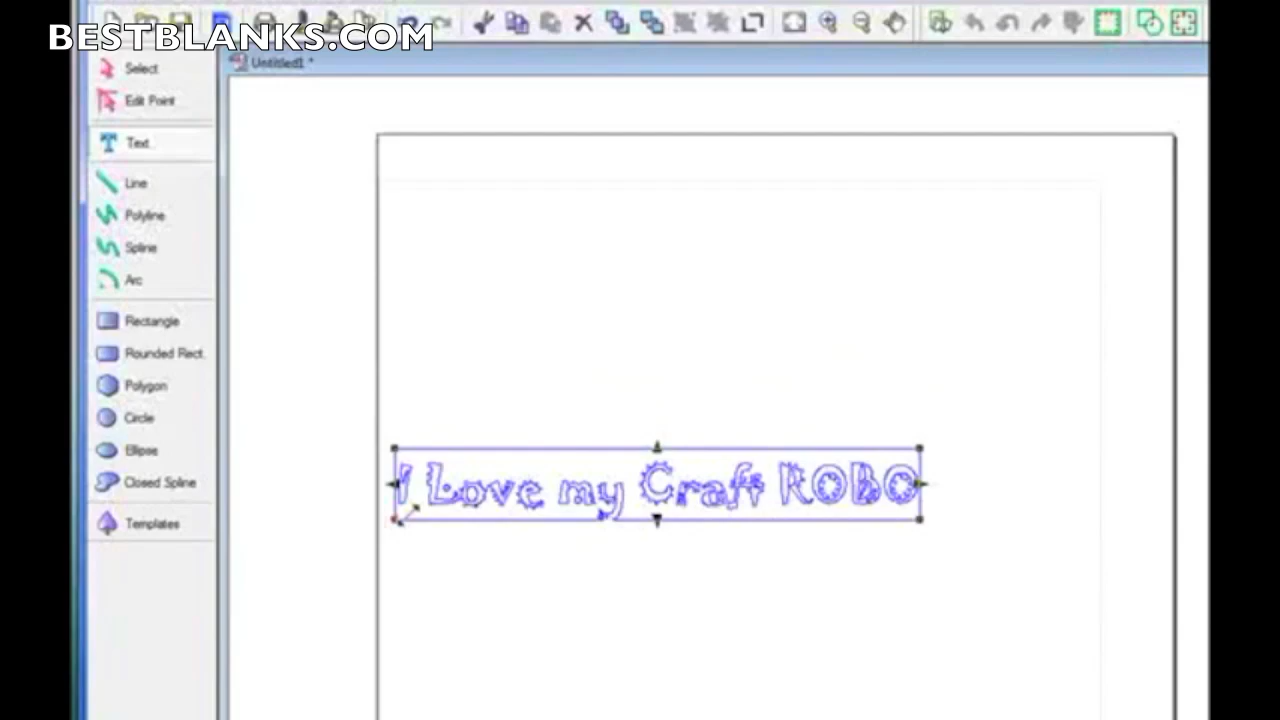 BESTBLANKS.COM
Untitled1 *
Select
Edit Point
Text
Line
Polyline
Spline
Arc
Rectangle
Rounded Rect.
Polygon
Circle
Ellipse
Closed Spline
Templates
I Love my Craft ROBO